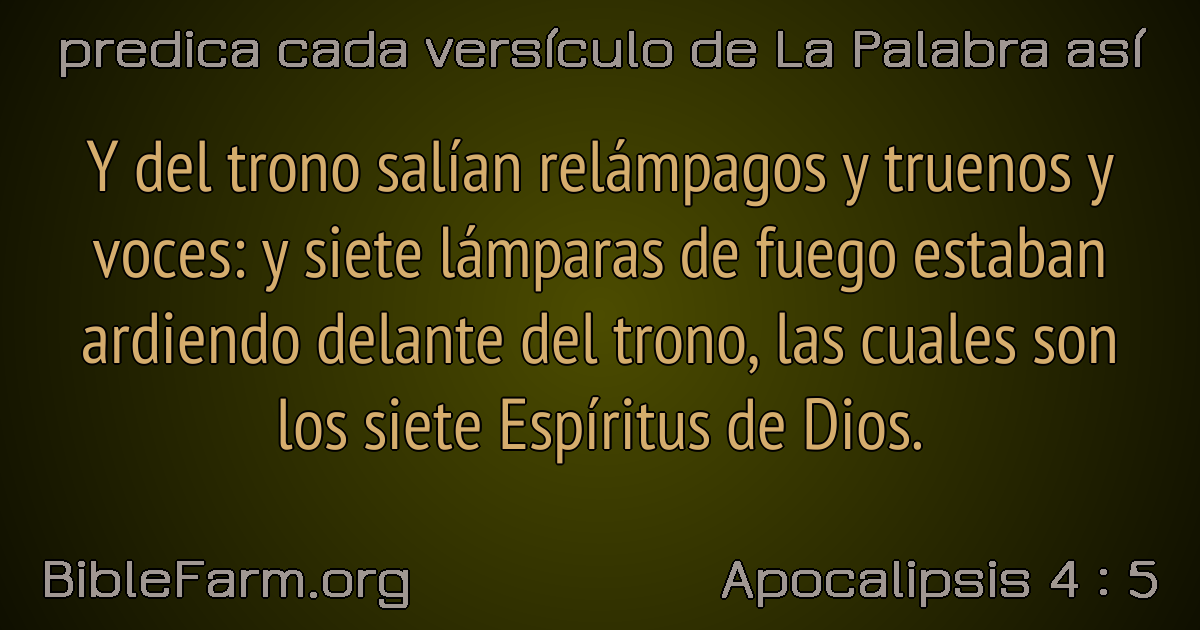 predica cada versículo de La Palabra así
Y del trono salían relámpagos y truenos y
voces: y siete lámparas de fuego estaban
ardiendo delante del trono, las cuales son
los siete Espíritus de Dios.
BibleFarm.org
Apocalipsis 4 : 5